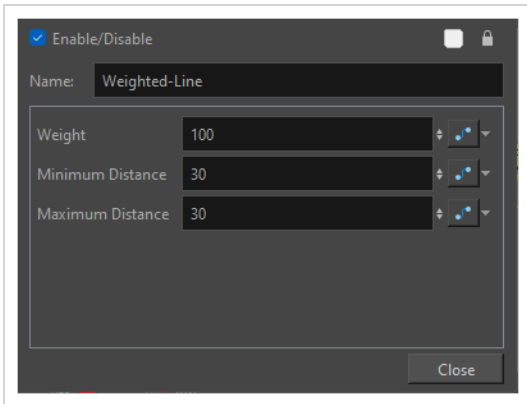 Enable/Disable
Name: Weighted-Line
Weight 100
Minimum Distance 30
Maximum Distance 30
Close